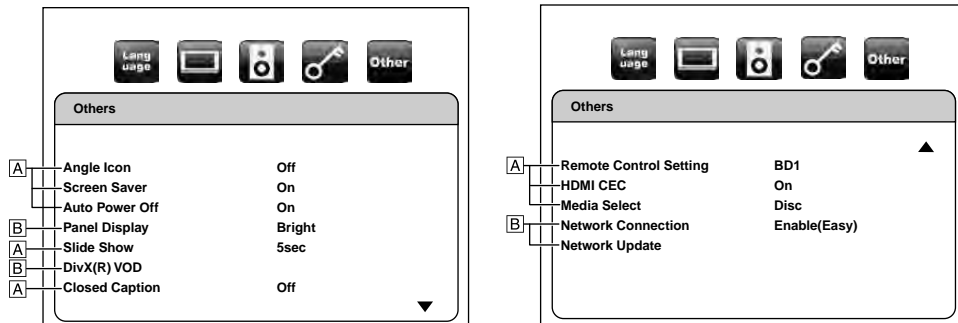 Lang
uage
Other
Others
A Angle Icon Off
Screen Saver On
Auto Power Off On
B Panel Display Bright
A Slide Show 5sec
B DivX(R) VOD
A Closed Caption Off
▼
Lang
uage
Other
Others
▲
A Remote Control Setting BD1
HDMI CEC On
Media Select Disc
B Network Connection Enable(Easy)
Network Update